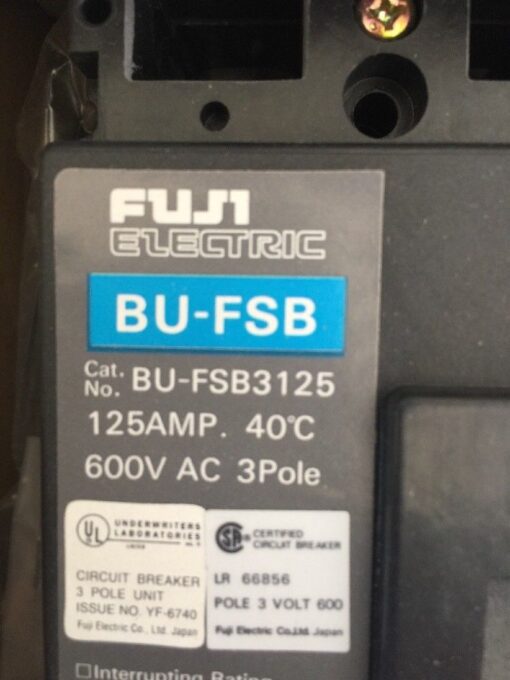 FUJI
ELECTRIC
BU-FSB
Cat. No. BU-FSB3125
125AMP. 40℃
600V AC 3Pole
UL UNDERWRITERS
LABORATORIES
CIRCUIT BREAKER
3 POLE UNIT
ISSUE NO. YF-6740
Fuji Electric Co., Ltd. Japan
SA CERTIFIED
CIRCUIT BREAKER
LR 66856
POLE 3 VOLT 600
Fuji Electric Co.,Ltd. Japan
□Interrupting Rating